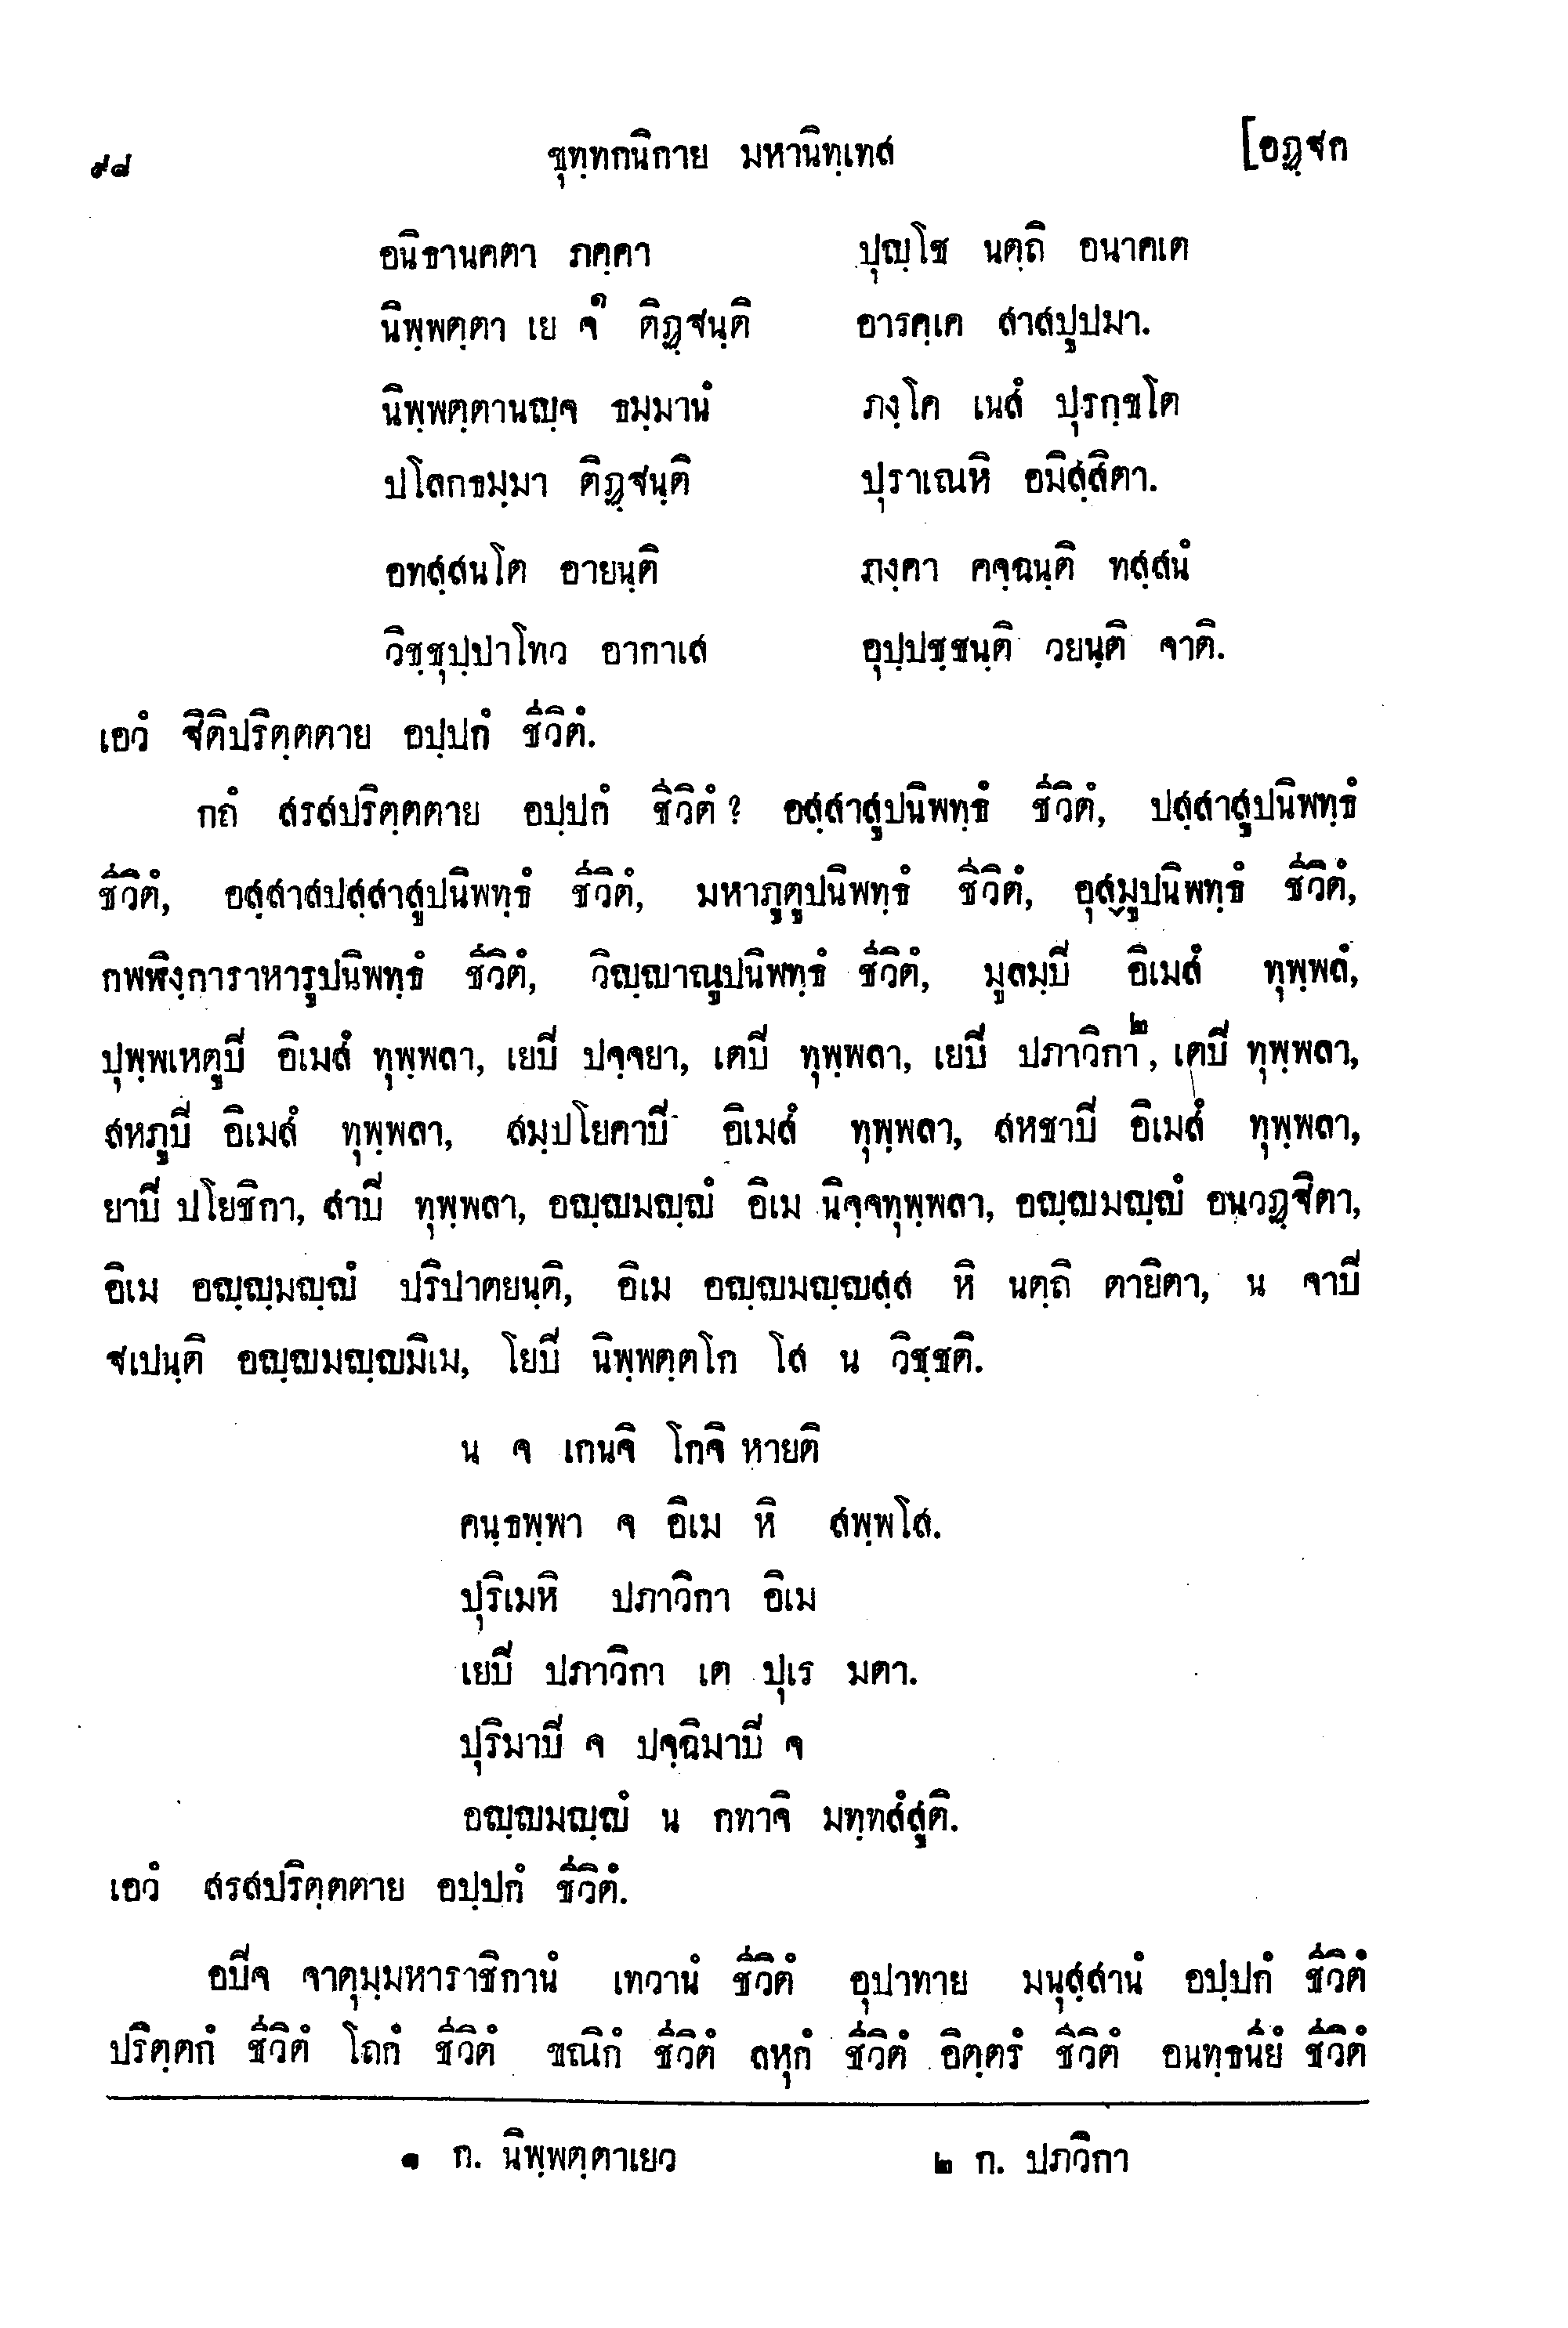 ๙๘ ขุทฺทกนิกาย มหานิทฺเทส [อฏฺฐก
อนิธานคตา ภคฺคา ปุญฺโช นตฺถิ อนาคเต
นิพฺพตฺตา เย จ๑ ติฏฺฐนฺติ อารคฺเค สาสปูปมา.
นิพฺพตฺตานญฺจ ธมฺมานํ ภงฺโค เนสํ ปุรกฺขโต
ปโลกธมฺมา ติฏฺฐนฺติ ปุราเณหิ อมิสฺสิตา.
อทสฺสนโต อายนฺติ ภงฺคา คจฺฉนฺติ ทสฺสนํ
วิชฺชุปฺปาโทว อากาเส อุปฺปชฺชนฺติ วยนฺติ จาติ.
เอวํ ฐิติปริตฺตตาย อปฺปกํ ชีวิตํ.
กถํ สรสปริตฺตตาย อปฺปกํ ชีวิตํ? อสฺสาสูปนิพทฺธํ ชีวิตํ, ปสฺสาสูปนิพทฺธํ
ชีวิตํ, อสฺสาสปสฺสาสูปนิพทฺธํ ชีวิตํ, มหาภูตูปนิพทฺธํ ชีวิตํ, อุสฺมูปนิพทฺธํ ชีวิตํ,
กพฬิงฺการาหารูปนิพทฺธํ ชีวิตํ, วิญฺญาณูปนิพทฺธํ ชีวิตํ, มูลมฺปิ อิเมสํ ทุพฺพลํ,
ปุพฺพเหตูปิ อิเมสํ ทุพฺพลา, เยปิ ปจฺจยา, เตปิ ทุพฺพลา, เยปิ ปภาวิกา๒, เตปิ ทุพฺพลา,
สหภูปิ อิเมสํ ทุพฺพลา, สมฺปโยคาปิ อิเมสํ ทุพฺพลา, สหชาปิ อิเมสํ ทุพฺพลา,
ยาปิ ปโยชิกา, สาปิ ทุพฺพลา, อญฺญมญฺญํ อิเม นิจฺจทุพฺพลา, อญฺญมญฺญํ อนวฏฺฐิตา,
อิเม อญฺญมญฺญํ ปริปาตยนฺติ, อิเม อญฺญมญฺญสฺส หิ นตฺถิ ตายิตา, น จาปิ
ฐเปนฺติ อญฺญมญฺญมิเม, โยปิ นิพฺพตฺตโก โส น วิชฺชติ.
น จ เกนจิ โกจิ หายติ
คนฺธพฺพา จ อิเม หิ สพฺพโส.
ปุริเมหิ ปภาวิกา อิเม
เยปิ ปภาวิกา เต ปุเร มตา.
ปุริมาปิ จ ปจฺฉิมาปิ จ
อญฺญมญฺญํ น กทาจิ มทฺทสํสูติ.
เอวํ สรสปริตฺตตาย อปฺปกํ ชีวิตํ.
อปิจ จาตุมฺมหาราชิกานํ เทวานํ ชีวิตํ อุปาทาย มนุสฺสานํ อปฺปกํ ชีวิตํ
ปริตฺตกํ ชีวิตํ โถกํ ชีวิตํ ขณิกํ ชีวิตํ ลหุกํ ชีวิตํ อิตฺตรํ ชีวิตํ อนทฺธนียํ ชีวิตํ
๑ ก. นิพฺพตฺตาเยว ๒ ก. ปภวิกา